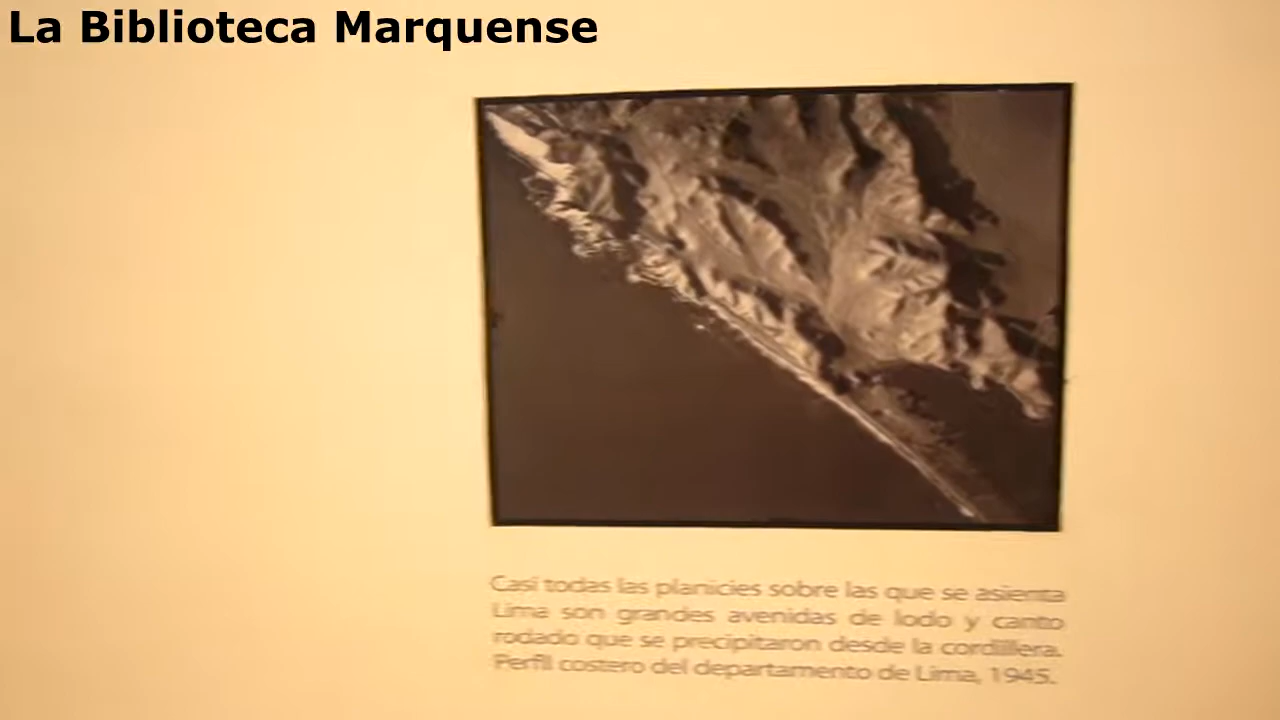 La Biblioteca Marquense
Casi todas las planicies sobre las que se asienta
Lima son grandes avenidas de lodo y canto
rodado que se precipitaron desde la cordillera.
Perfil costero del departamento de Lima, 1945.